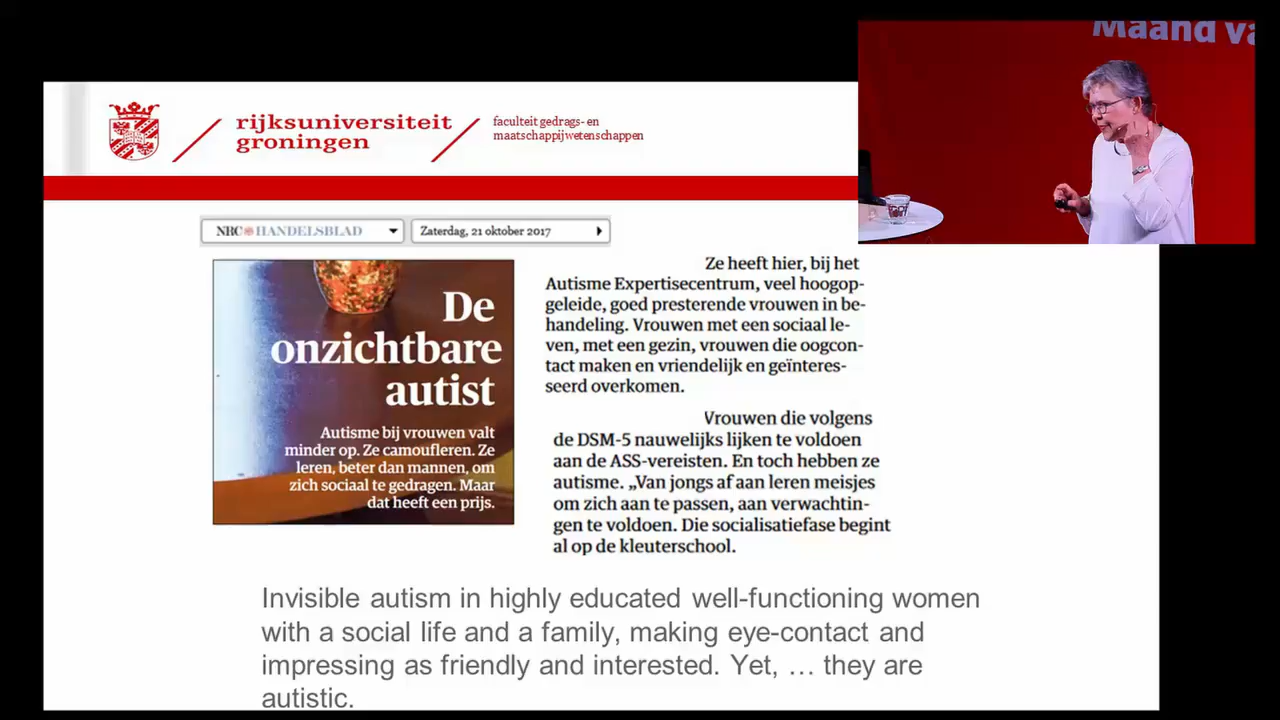 Maand va
rijksuniversiteit
groningen
faculteit gedrags- en
maatschappijwetenschappen
NRC HANDELSBLAD
Zaterdag, 21 oktober 2017
De
onzichtbare
autist
Autisme bij vrouwen valt
minder op. Ze camoufleren. Ze
leren, beter dan mannen, om
zich sociaal te gedragen. Maar
dat heeft een prijs.
Ze heeft hier, bij het
Autisme Expertisecentrum, veel hoogop-
geleide, goed presterende vrouwen in be-
handeling. Vrouwen met een sociaal le-
ven, met een gezin, vrouwen die oogcon-
tact maken en vriendelijk en geïnteres-
seerd overkomen.
Vrouwen die volgens
de DSM-5 nauwelijks lijken te voldoen
aan de ASS-vereisten. En toch hebben ze
autisme. „Van jongs af aan leren meisjes
om zich aan te passen, aan verwachtin-
gen te voldoen. Die socialisatiefase begint
al op de kleuterschool.
Invisible autism in highly educated well-functioning women
with a social life and a family, making eye-contact and
impressing as friendly and interested. Yet, … they are
autistic.